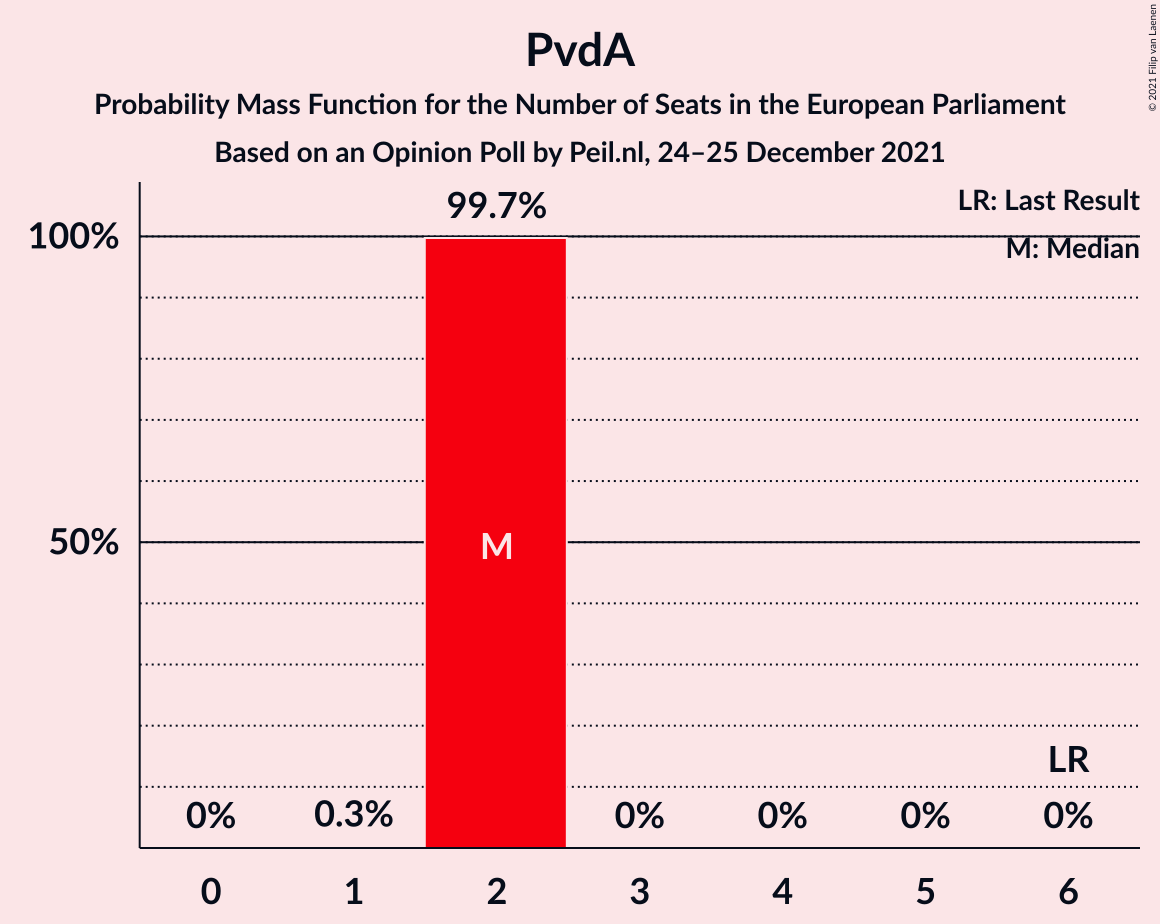 PvdA
Probability Mass Function for the Number of Seats in the European Parliament
Based on an Opinion Poll by Peil.nl, 24–25 December 2021
© 2021 Filip van Laenen
LR: Last Result
M: Median
99.7%
100%
50%
M
LR
0% 0.3% 0% 0% 0% 0%
0 1 2 3 4 5 6